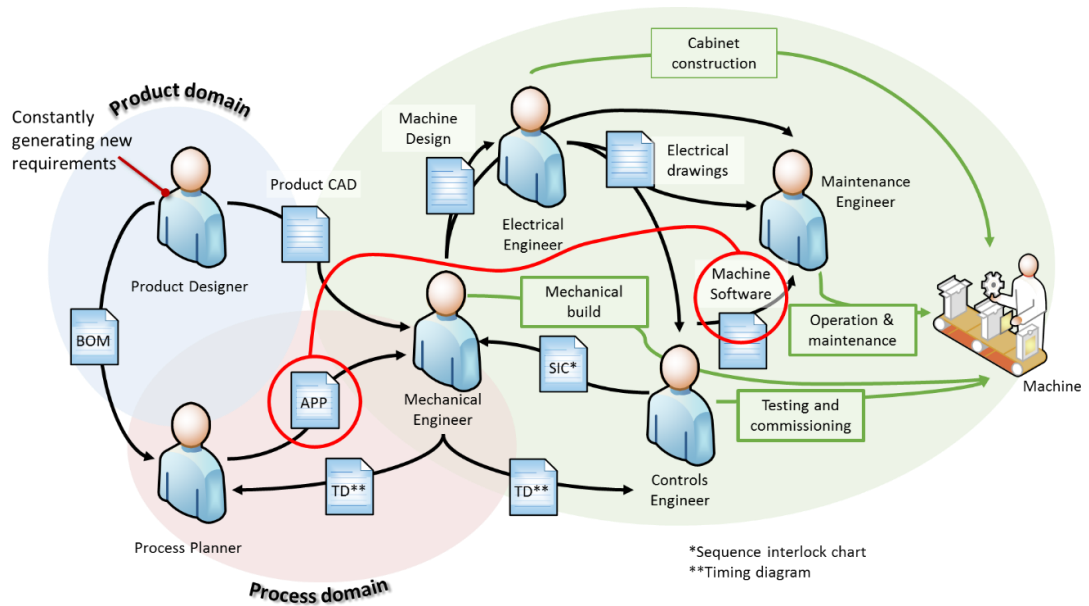 Cabinet
construction
Product domain
Constantly
generating new
requirements
Machine
Design
Electrical
drawings
Product CAD
Maintenance
Engineer
Electrical
Engineer
Product Designer
Machine
Software
Mechanical
build
Operation &
maintenance
BOM
SIC*
Machine
APP
Mechanical
Engineer
Testing and
commissioning
TD**
TD**
Controls
Engineer
Process Planner
*Sequence interlock chart
**Timing diagram
Process domain